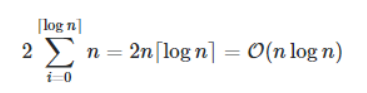 2 ∑_{i=0}^{⌈log n⌉} n = 2n⌈log n⌉ = 𝒪(n log n)